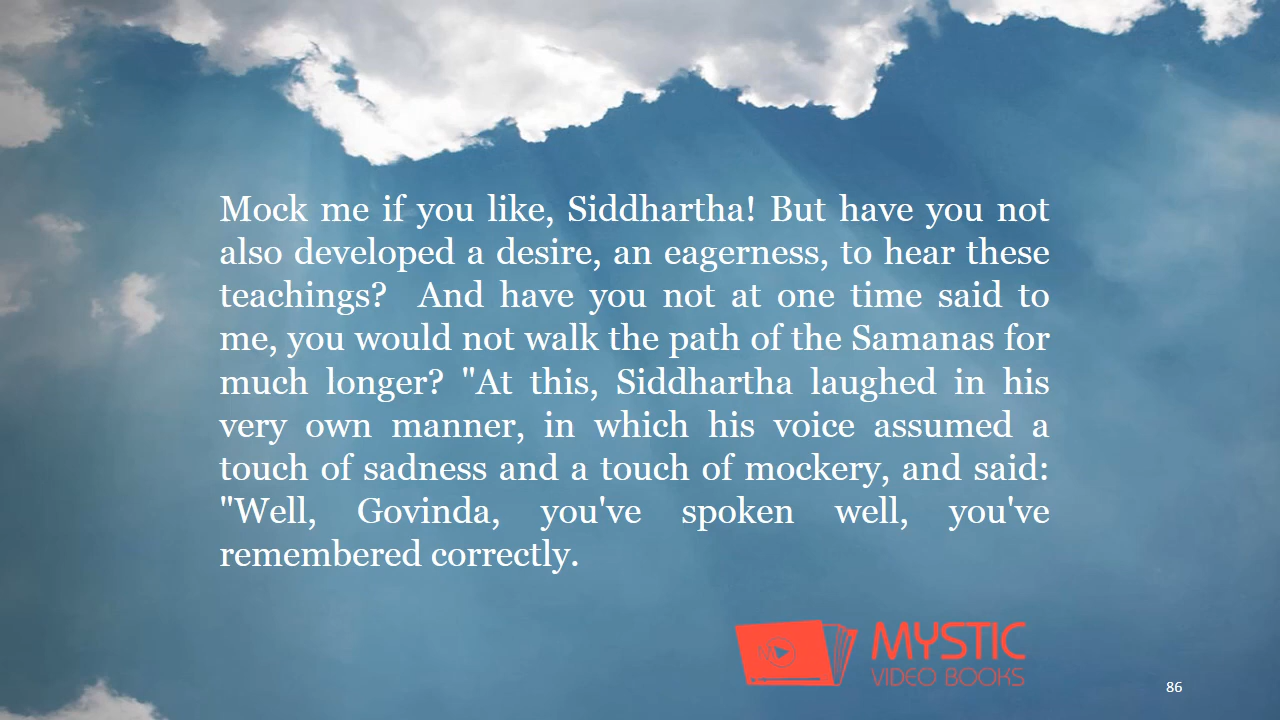 Mock me if you like, Siddhartha! But have you not
also developed a desire, an eagerness, to hear these
teachings?  And have you not at one time said to
me, you would not walk the path of the Samanas for
much longer? "At this, Siddhartha laughed in his
very own manner, in which his voice assumed a
touch of sadness and a touch of mockery, and said:
"Well, Govinda, you've spoken well, you've
remembered correctly.
MYSTIC
VIDEO BOOKS
86